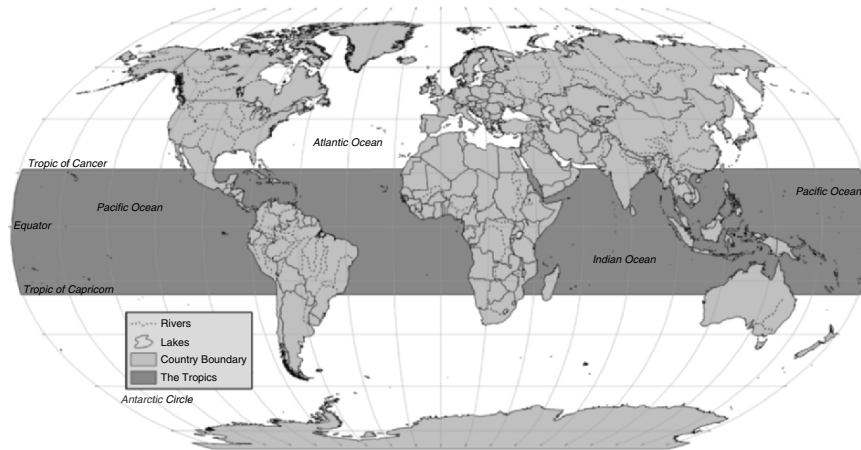 Atlantic Ocean
Tropic of Cancer
Pacific Ocean
Pacific Ocean
Equator
Indian Ocean
Tropic of Capricorn
Rivers
Lakes
Country Boundary
The Tropics
Antarctic Circle